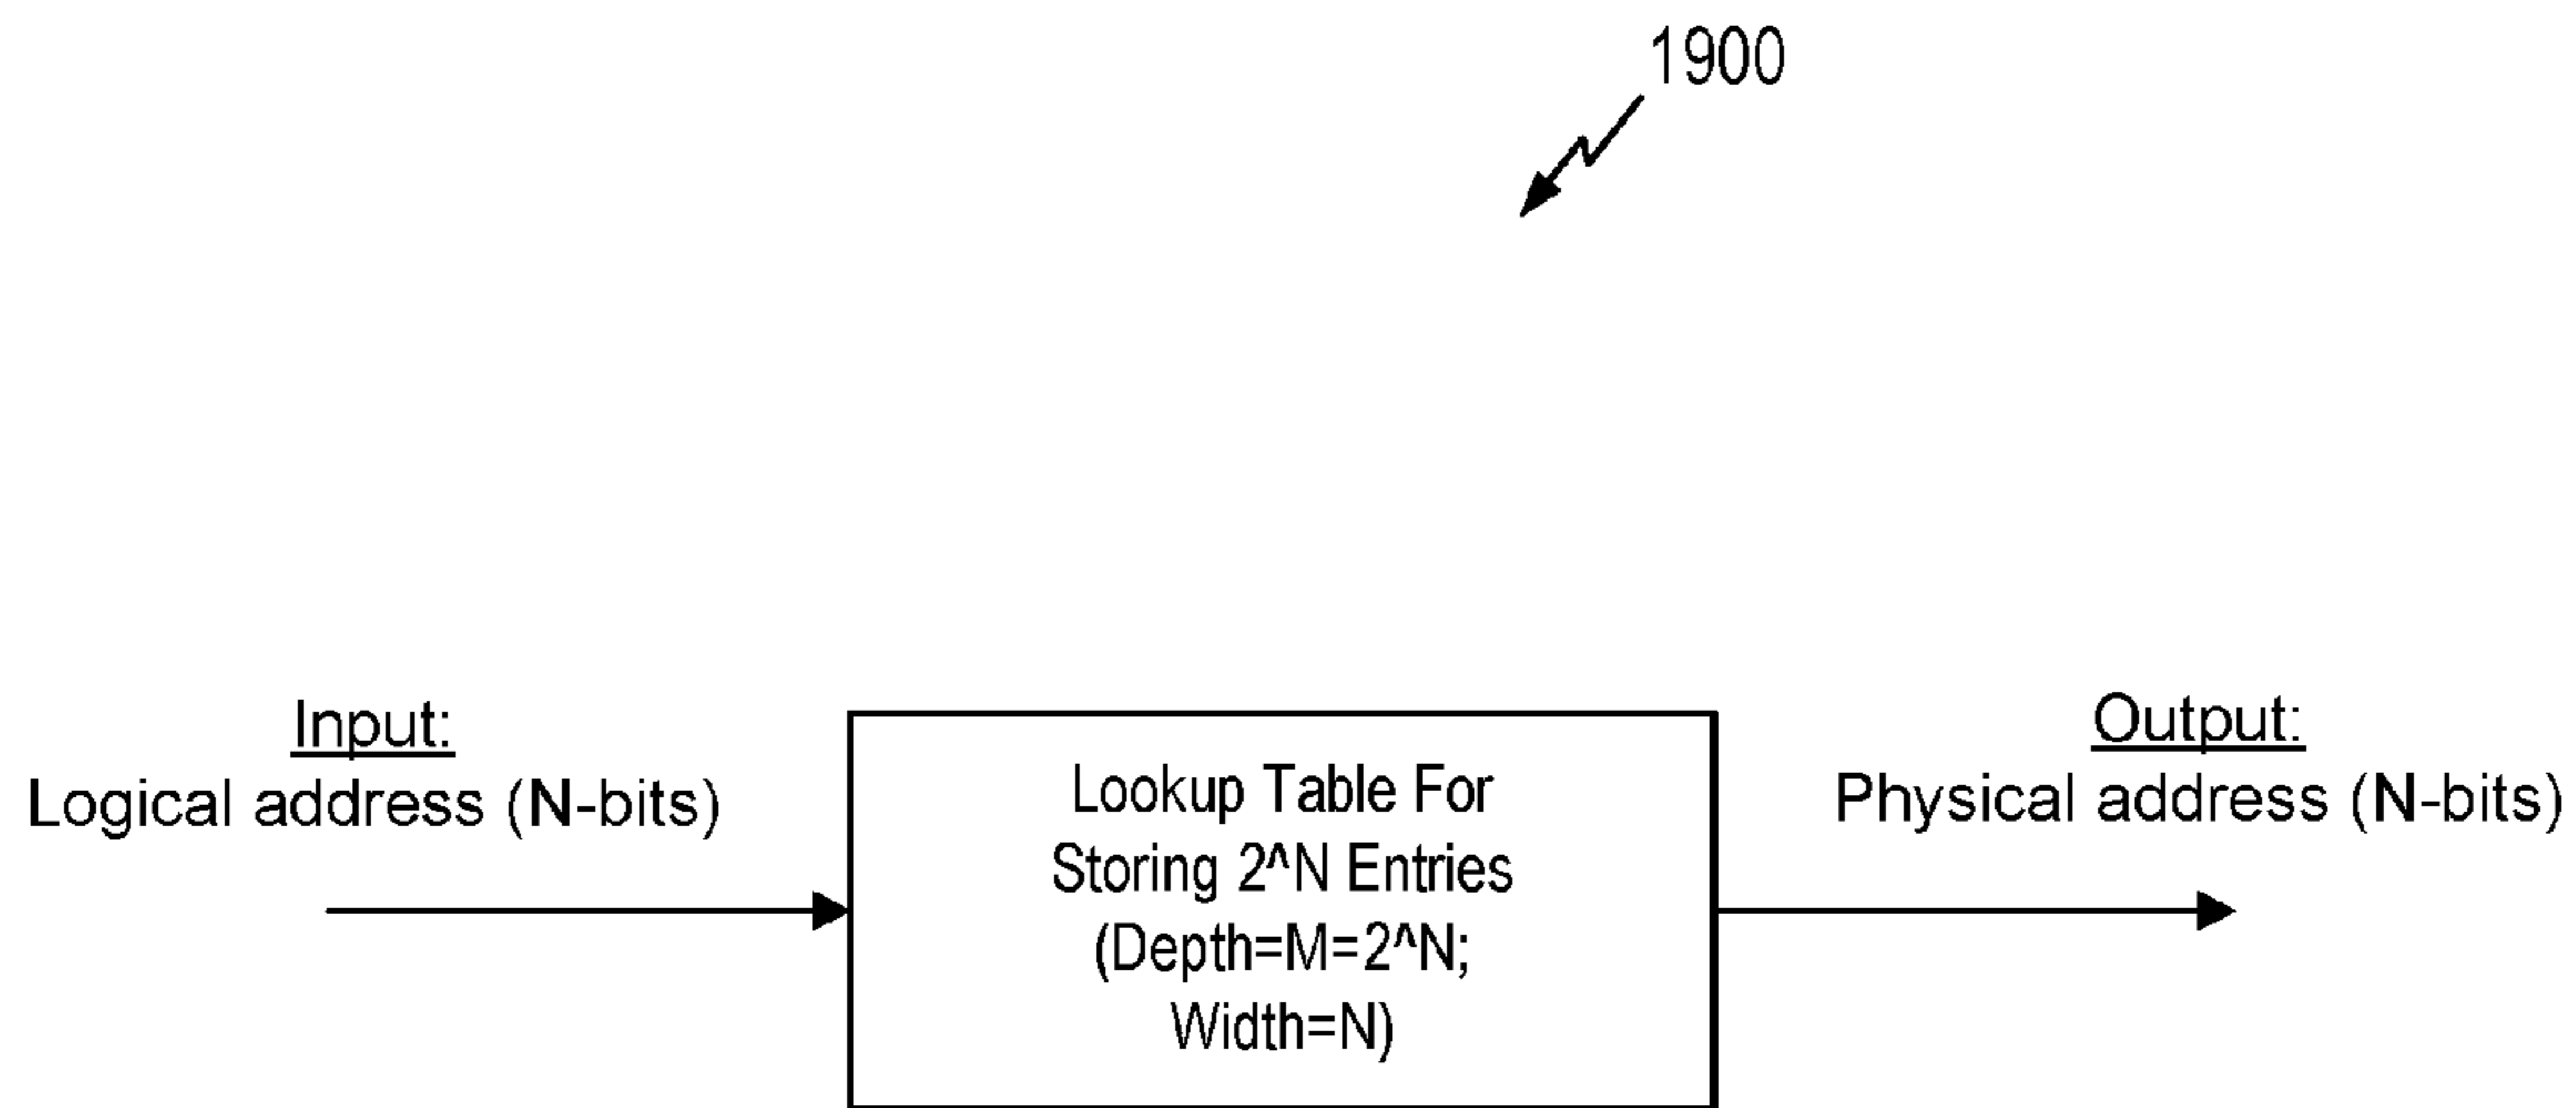 1900
Input:
Logical address (N-bits)
Lookup Table For
Storing 2^N Entries
(Depth=M=2^N;
Width=N)
Output:
Physical address (N-bits)